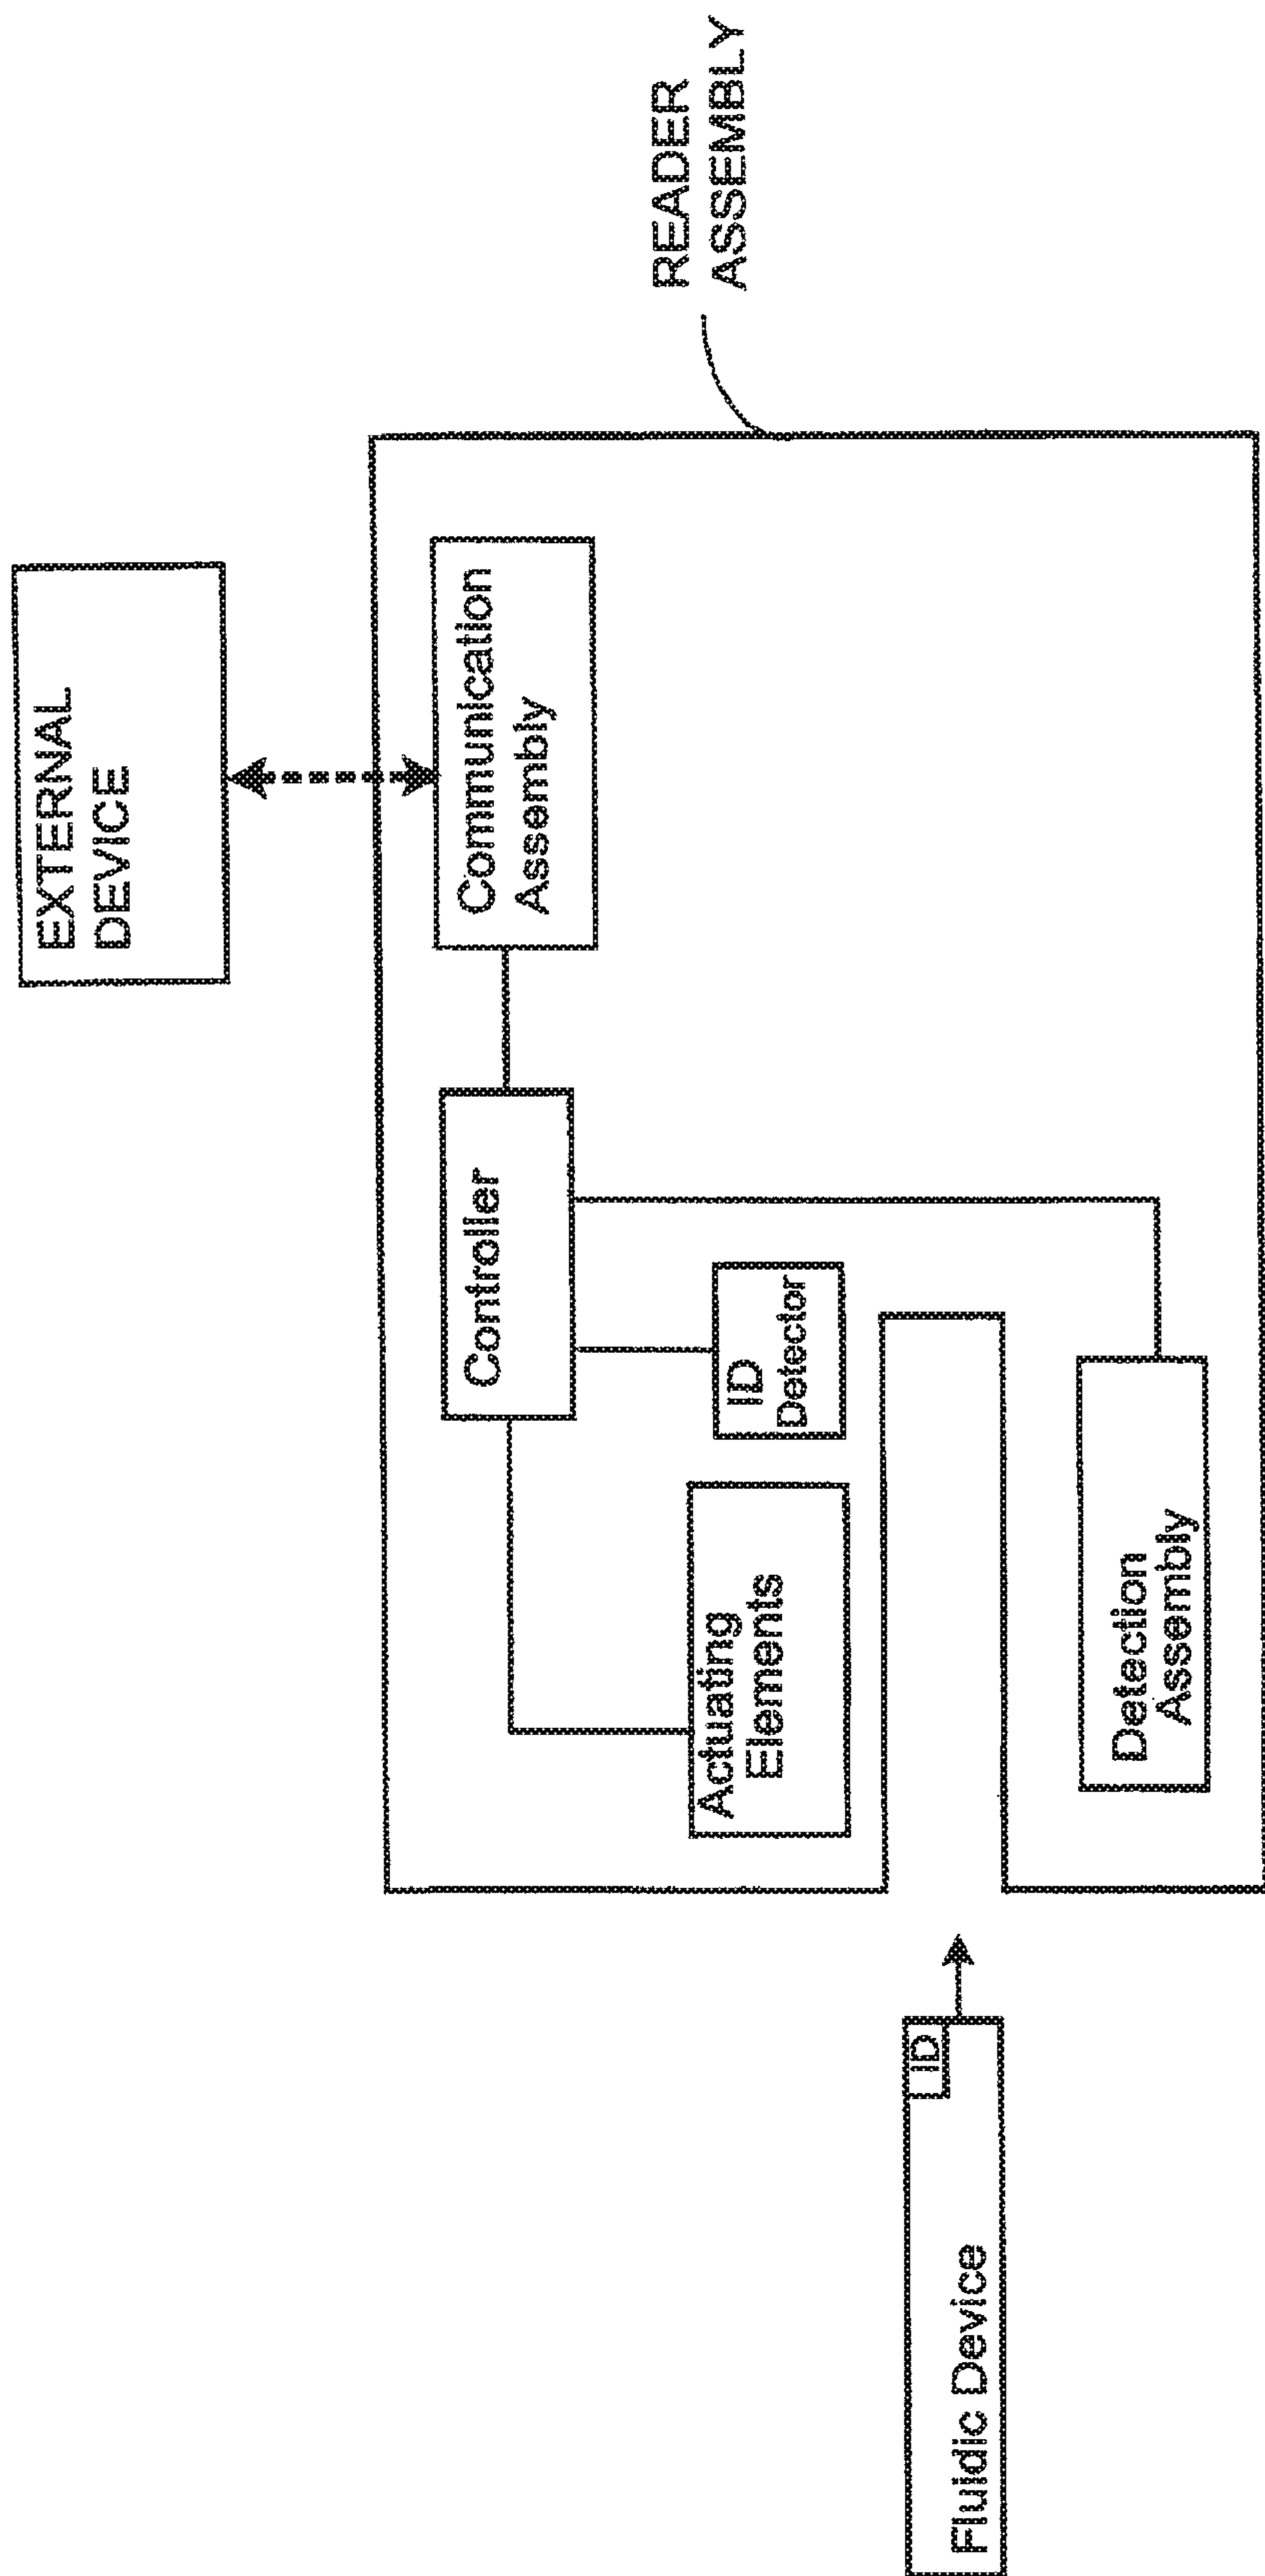 EXTERNAL
DEVICE
READER
ASSEMBLY
Communication
Assembly
Controller
ID
Detector
Actuating
Elements
Detection
Assembly
ID
Fluidic Device